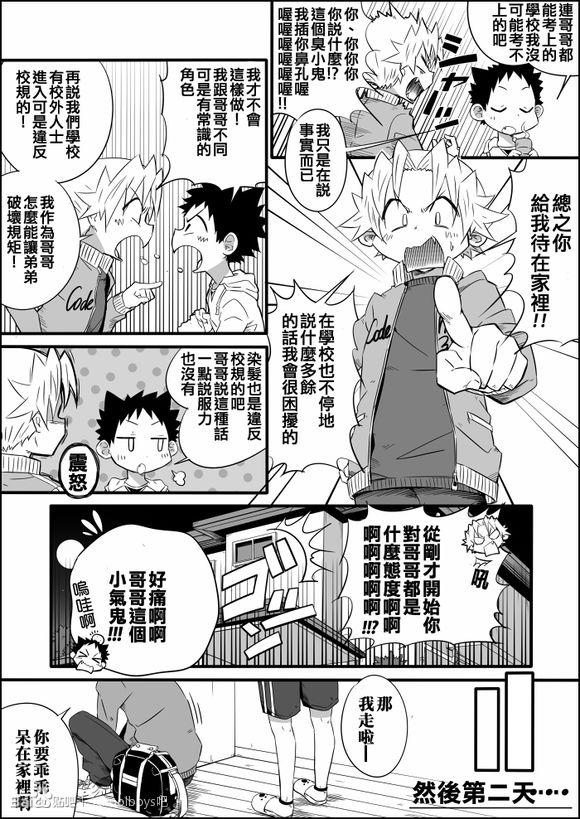 連哥哥都
能考上的
學校我沒
可能考不
上的吧
你、你你你
你說什麼!?
這個臭小鬼
我插你鼻孔喔
喔喔喔喔喔喔!!
我只是在説
事實而已
我才不會
這樣做！
我跟哥哥不同
可是有常識的
角色
再說我們學校
有校外人士
進入可是違反
校規的！
我作為哥哥
怎麼能讓弟弟
破壞規矩！
Code
總之你
給我待在家裡!!
Code
在學校也不停地
説什麼多餘
的話我會很困擾的
染髮也是違反
校規的吧
哥哥說這種話
一點說服力
也沒有
震怒
從剛才開始你
對哥哥都是
什麼態度啊啊
啊啊啊啊啊!!?
吼
ゴッ
好痛啊啊
哥哥這個
小氣鬼!!!
嗚哇啊
然後第二天‥‥‥
那
我走啦ー
你要乖乖
呆在家裡啊